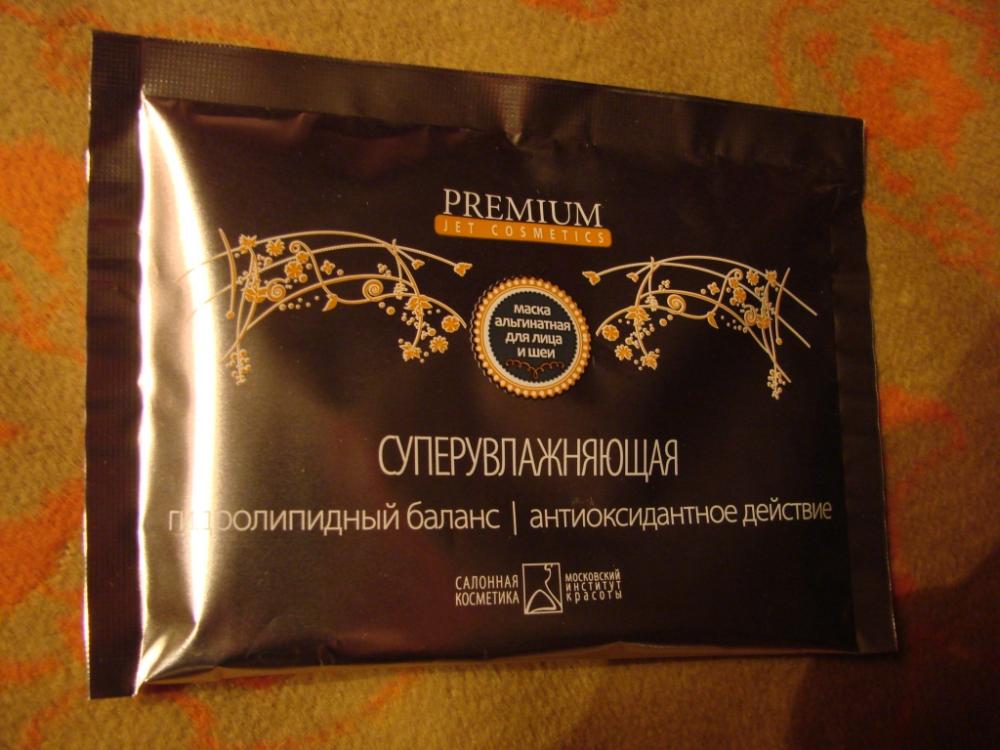 PREMIUM
JET COSMETICS
маска
альгинатная
для лица
и шеи
СУПЕРУВЛАЖНЯЮЩАЯ
гидролипидный баланс | антиоксидантное действие
САЛОННАЯ
КОСМЕТИКА
МОСКОВСКИЙ
ИНСТИТУТ
КРАСОТЫ